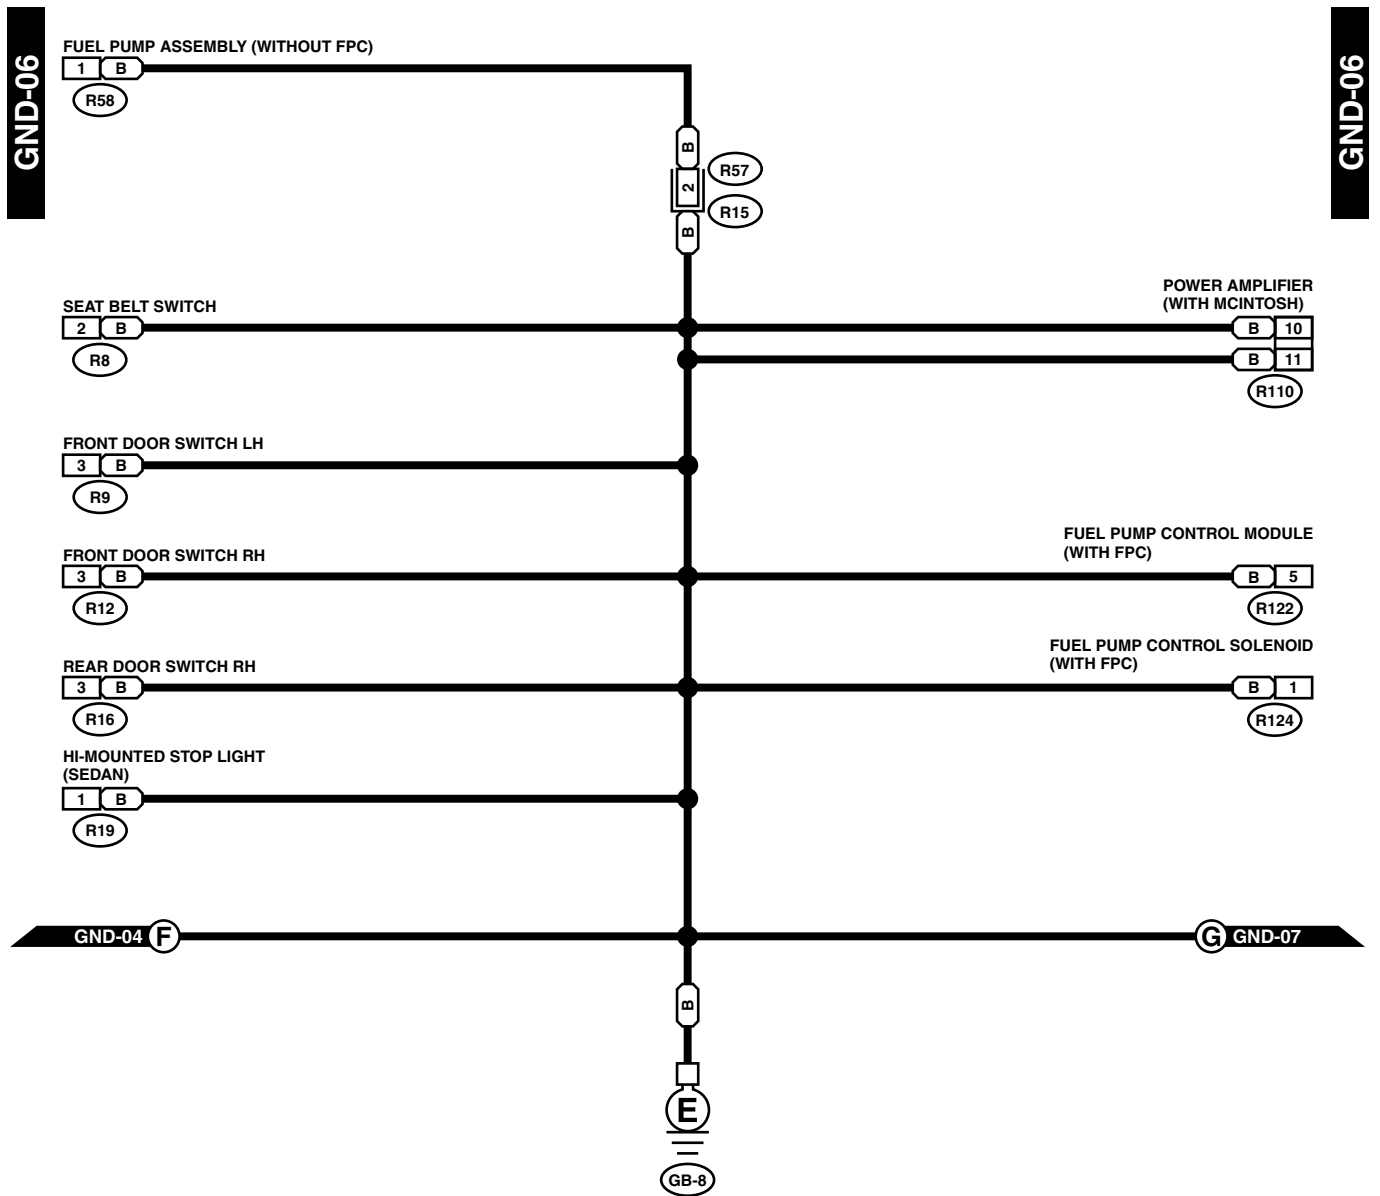 GND-06
GND-06
FUEL PUMP ASSEMBLY (WITHOUT FPC)
1 B
R58
B
2
B
R57
R15
SEAT BELT SWITCH
2 B
R8
POWER AMPLIFIER
(WITH MCINTOSH)
B 10
B 11
R110
FRONT DOOR SWITCH LH
3 B
R9
FRONT DOOR SWITCH RH
3 B
R12
FUEL PUMP CONTROL MODULE
(WITH FPC)
B 5
R122
REAR DOOR SWITCH RH
3 B
R16
FUEL PUMP CONTROL SOLENOID
(WITH FPC)
B 1
R124
HI-MOUNTED STOP LIGHT
(SEDAN)
1 B
R19
GND-04 F
G GND-07
B
E
GB-8